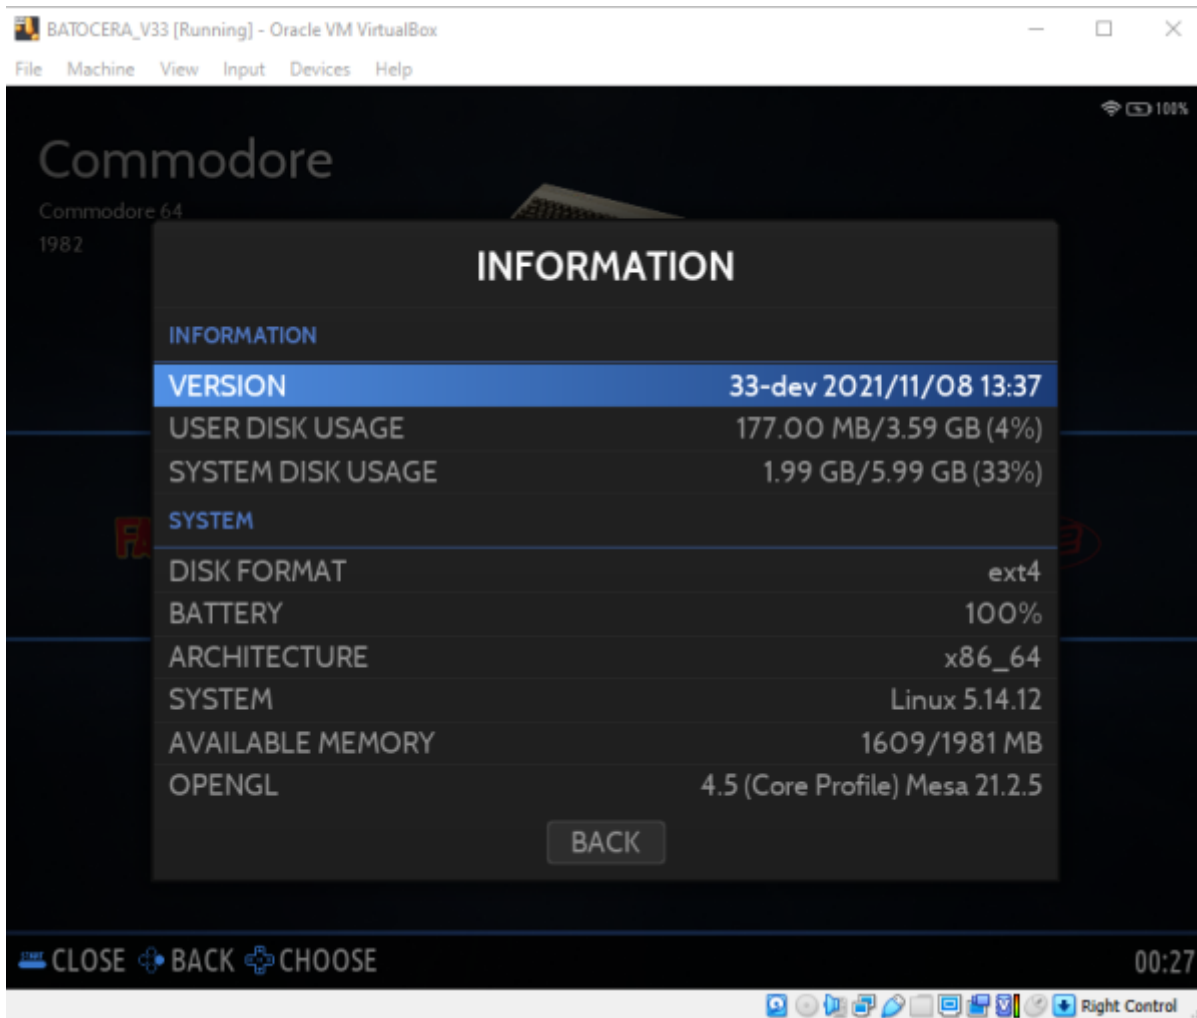 BATOCERA_V33 [Running] - Oracle VM VirtualBox
File Machine View Input Devices Help
100%
Commodore
Commodore 64
1982
INFORMATION
INFORMATION
VERSION 33-dev 2021/11/08 13:37
USER DISK USAGE 177.00 MB/3.59 GB (4%)
SYSTEM DISK USAGE 1.99 GB/5.99 GB (33%)
SYSTEM
DISK FORMAT ext4
BATTERY 100%
ARCHITECTURE x86_64
SYSTEM Linux 5.14.12
AVAILABLE MEMORY 1609/1981 MB
OPENGL 4.5 (Core Profile) Mesa 21.2.5
BACK
START CLOSE BACK CHOOSE 00:27
Right Control